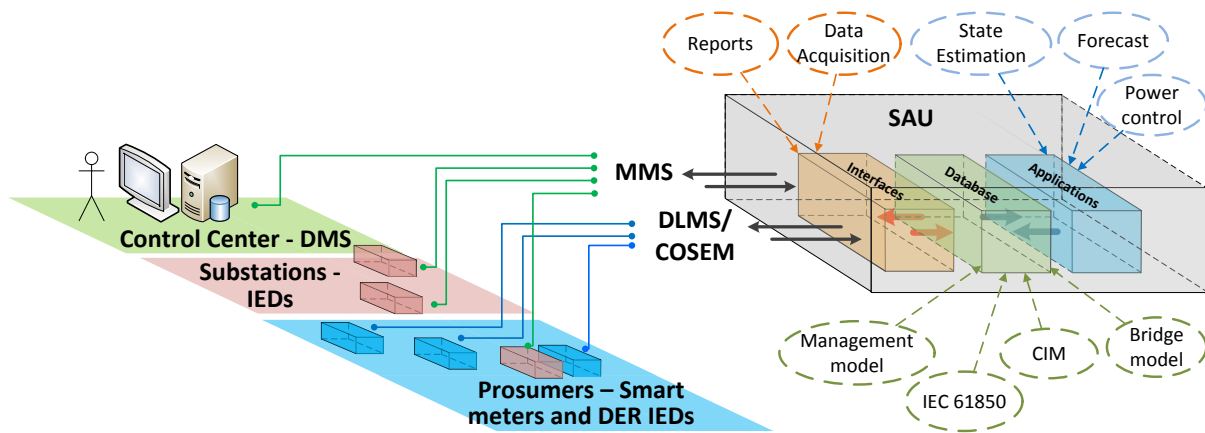 Reports
Data
Acquisition
State
Estimation
Forecast
Power
control
SAU
Interfaces
Database
Applications
MMS
DLMS/
COSEM
Control Center - DMS
Substations -
IEDs
Prosumers – Smart
meters and DER IEDs
Management
model
IEC 61850
CIM
Bridge
model